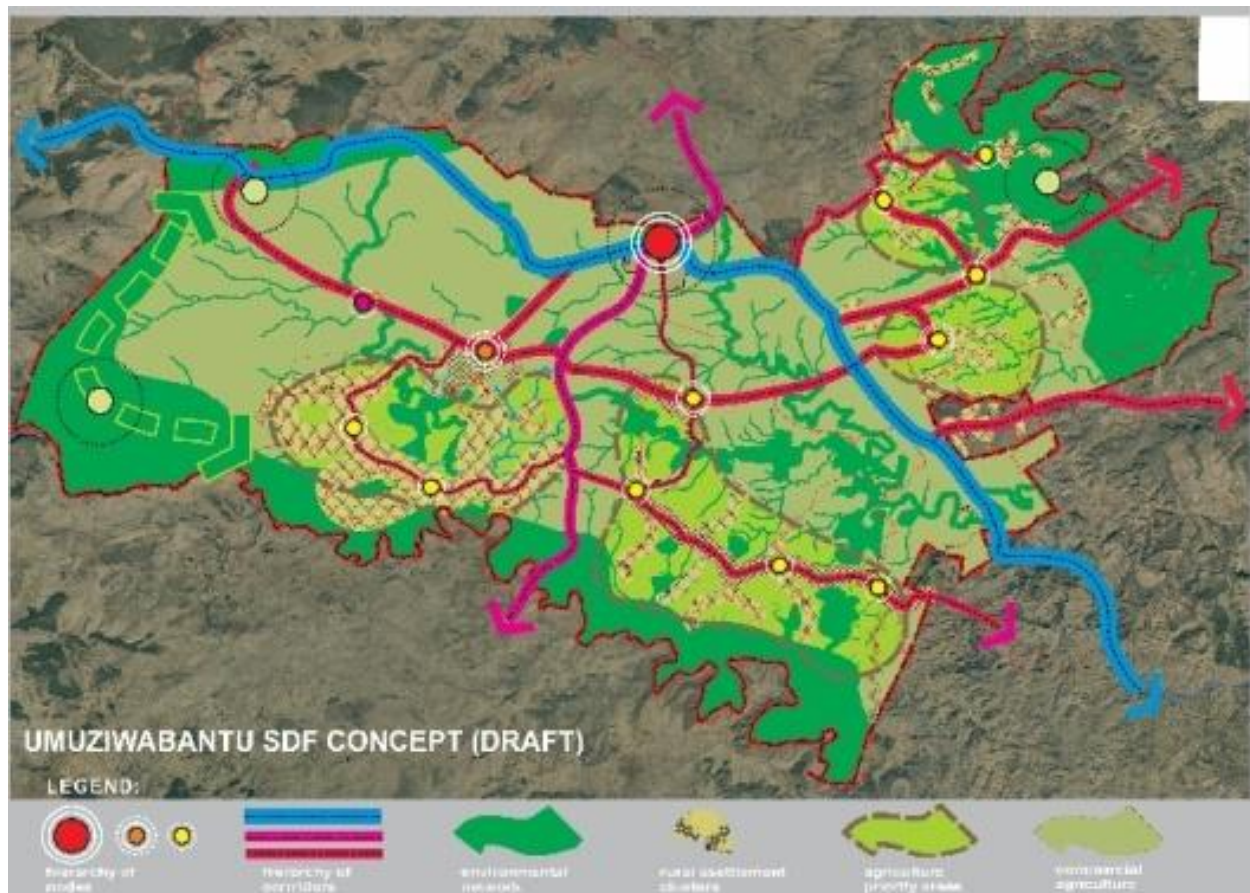 UMUZIWABANTU SDF CONCEPT (DRAFT)
LEGEND:
hierarchy of
nodes
hierarchy of
corridors
environmental
network
rural settlement
clusters
agriculture
priority areas
commercial
agriculture